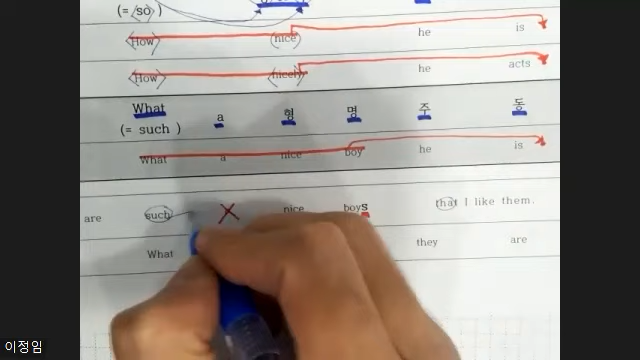 (= so)
How nice he is
How nicely he acts
What a 형 명 주 동
(= such )
What a nice boy he is
are such nice boys that I like them.
What they are
이정임